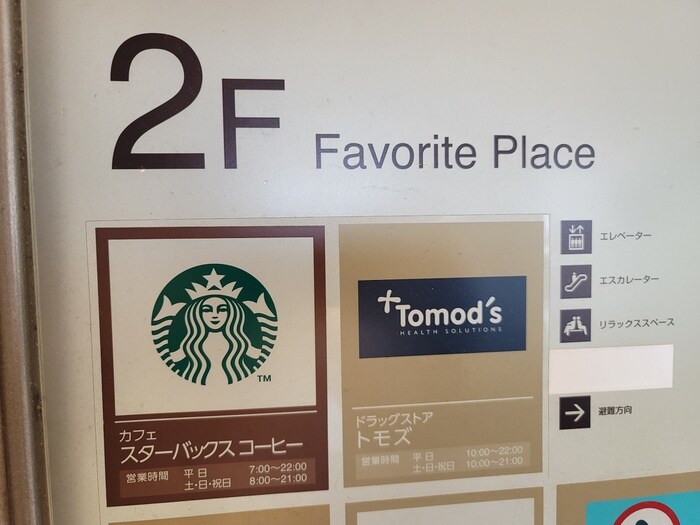 2F Favorite Place
TM
カフェ
スターバックス コーヒー
営業時間 平日 7:00～22:00
土・日・祝日 8:00～21:00
+Tomod's
HEALTH SOLUTIONS
ドラッグストア
トモズ
営業時間 平日 10:00～22:00
土・日・祝日 10:00～21:00
エレベーター
エスカレーター
リラックススペース
避難方向